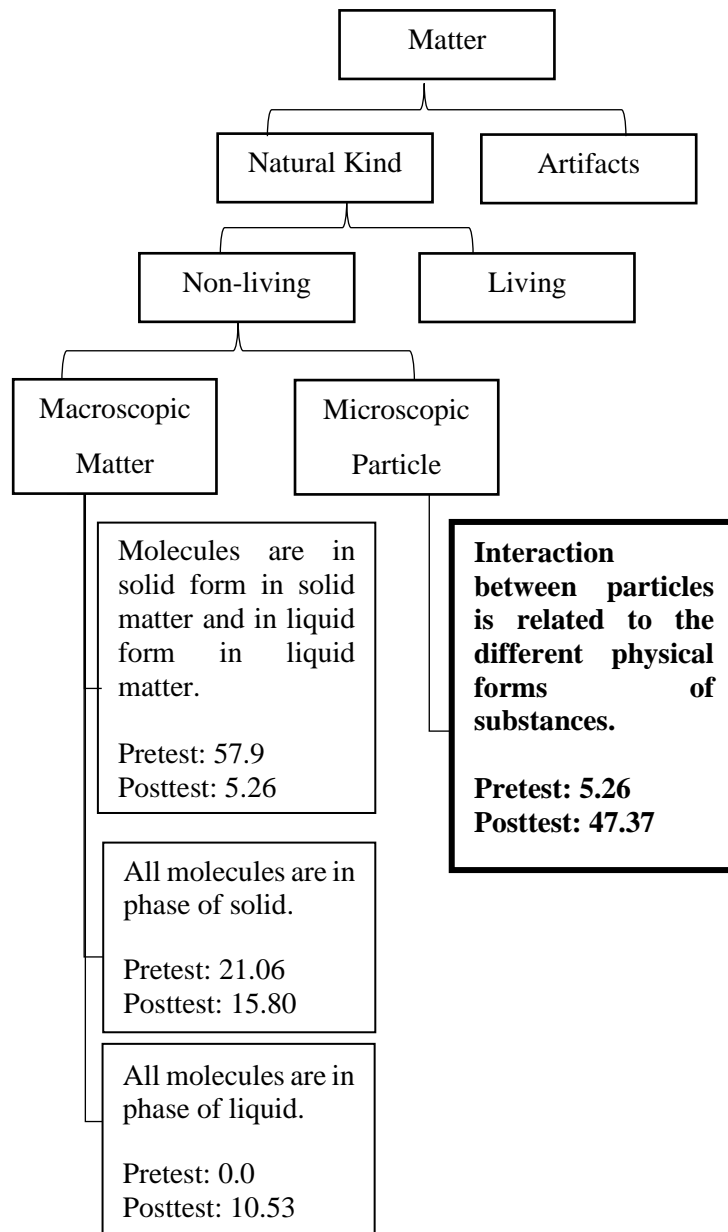 Matter
Natural Kind
Artifacts
Non-living
Living
Macroscopic
Matter
Microscopic
Particle
Molecules are in
solid form in solid
matter and in liquid
form in liquid
matter.
Pretest: 57.9
Posttest: 5.26
Interaction
between particles
is related to the
different physical
forms of
substances.
Pretest: 5.26
Posttest: 47.37
All molecules are in
phase of solid.
Pretest: 21.06
Posttest: 15.80
All molecules are in
phase of liquid.
Pretest: 0.0
Posttest: 10.53